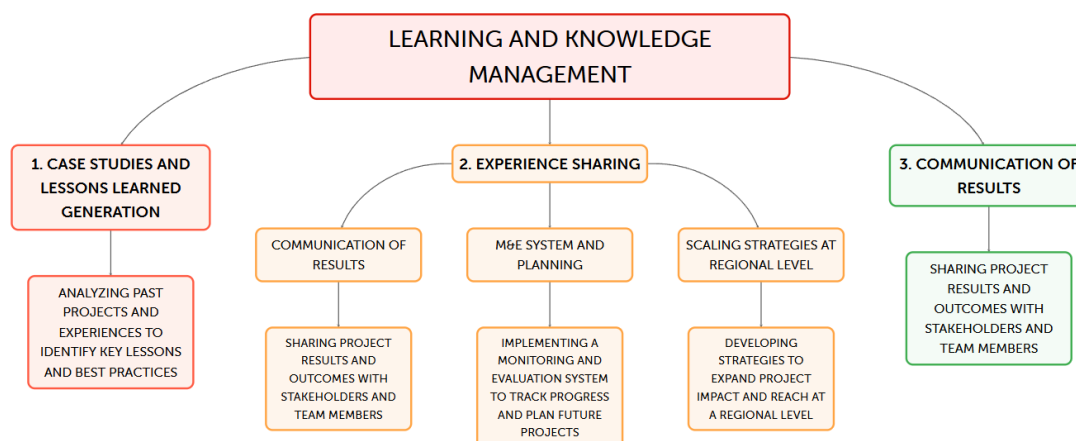 LEARNING AND KNOWLEDGE
MANAGEMENT
1. CASE STUDIES AND
LESSONS LEARNED
GENERATION
ANALYZING PAST
PROJECTS AND
EXPERIENCES TO
IDENTIFY KEY LESSONS
AND BEST PRACTICES
2. EXPERIENCE SHARING
COMMUNICATION OF
RESULTS
SHARING PROJECT
RESULTS AND
OUTCOMES WITH
STAKEHOLDERS AND
TEAM MEMBERS
M&E SYSTEM AND
PLANNING
IMPLEMENTING A
MONITORING AND
EVALUATION SYSTEM
TO TRACK PROGRESS
AND PLAN FUTURE
PROJECTS
SCALING STRATEGIES AT
REGIONAL LEVEL
DEVELOPING
STRATEGIES TO
EXPAND PROJECT
IMPACT AND REACH AT
A REGIONAL LEVEL
3. COMMUNICATION OF
RESULTS
SHARING PROJECT
RESULTS AND
OUTCOMES WITH
STAKEHOLDERS AND
TEAM MEMBERS